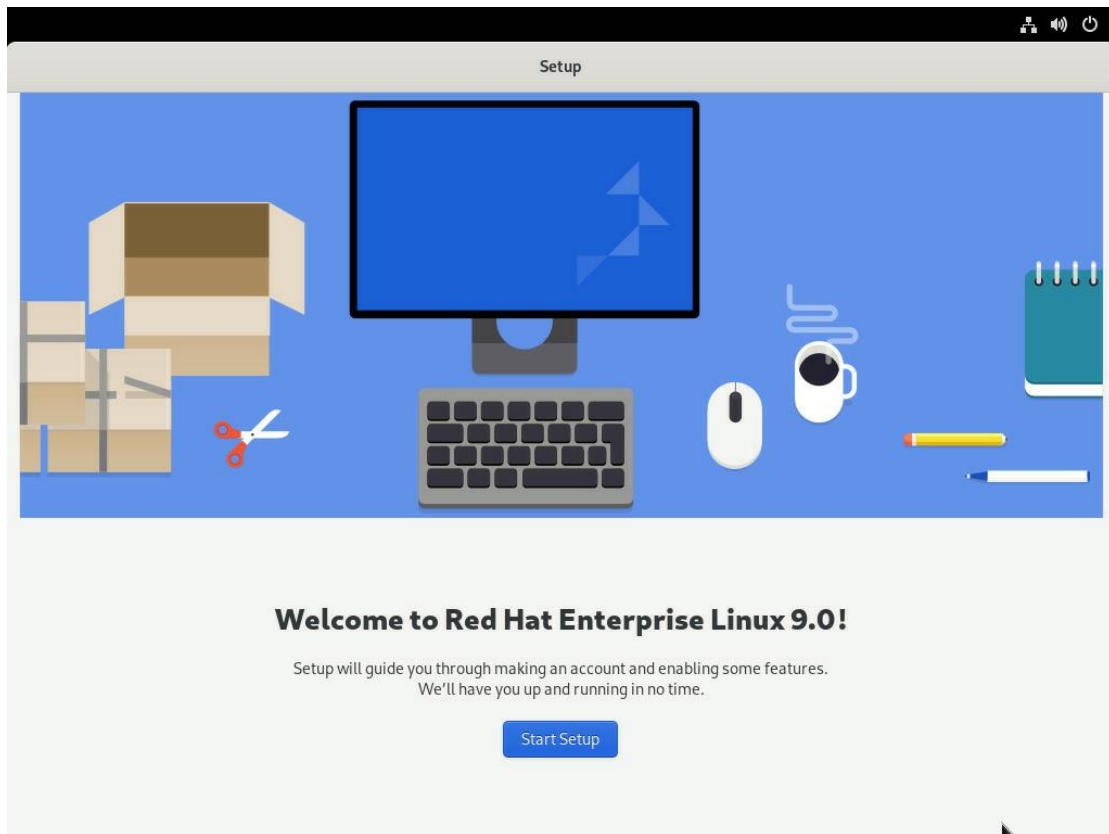 Setup
Welcome to Red Hat Enterprise Linux 9.0!
Setup will guide you through making an account and enabling some features.
We’ll have you up and running in no time.
Start Setup